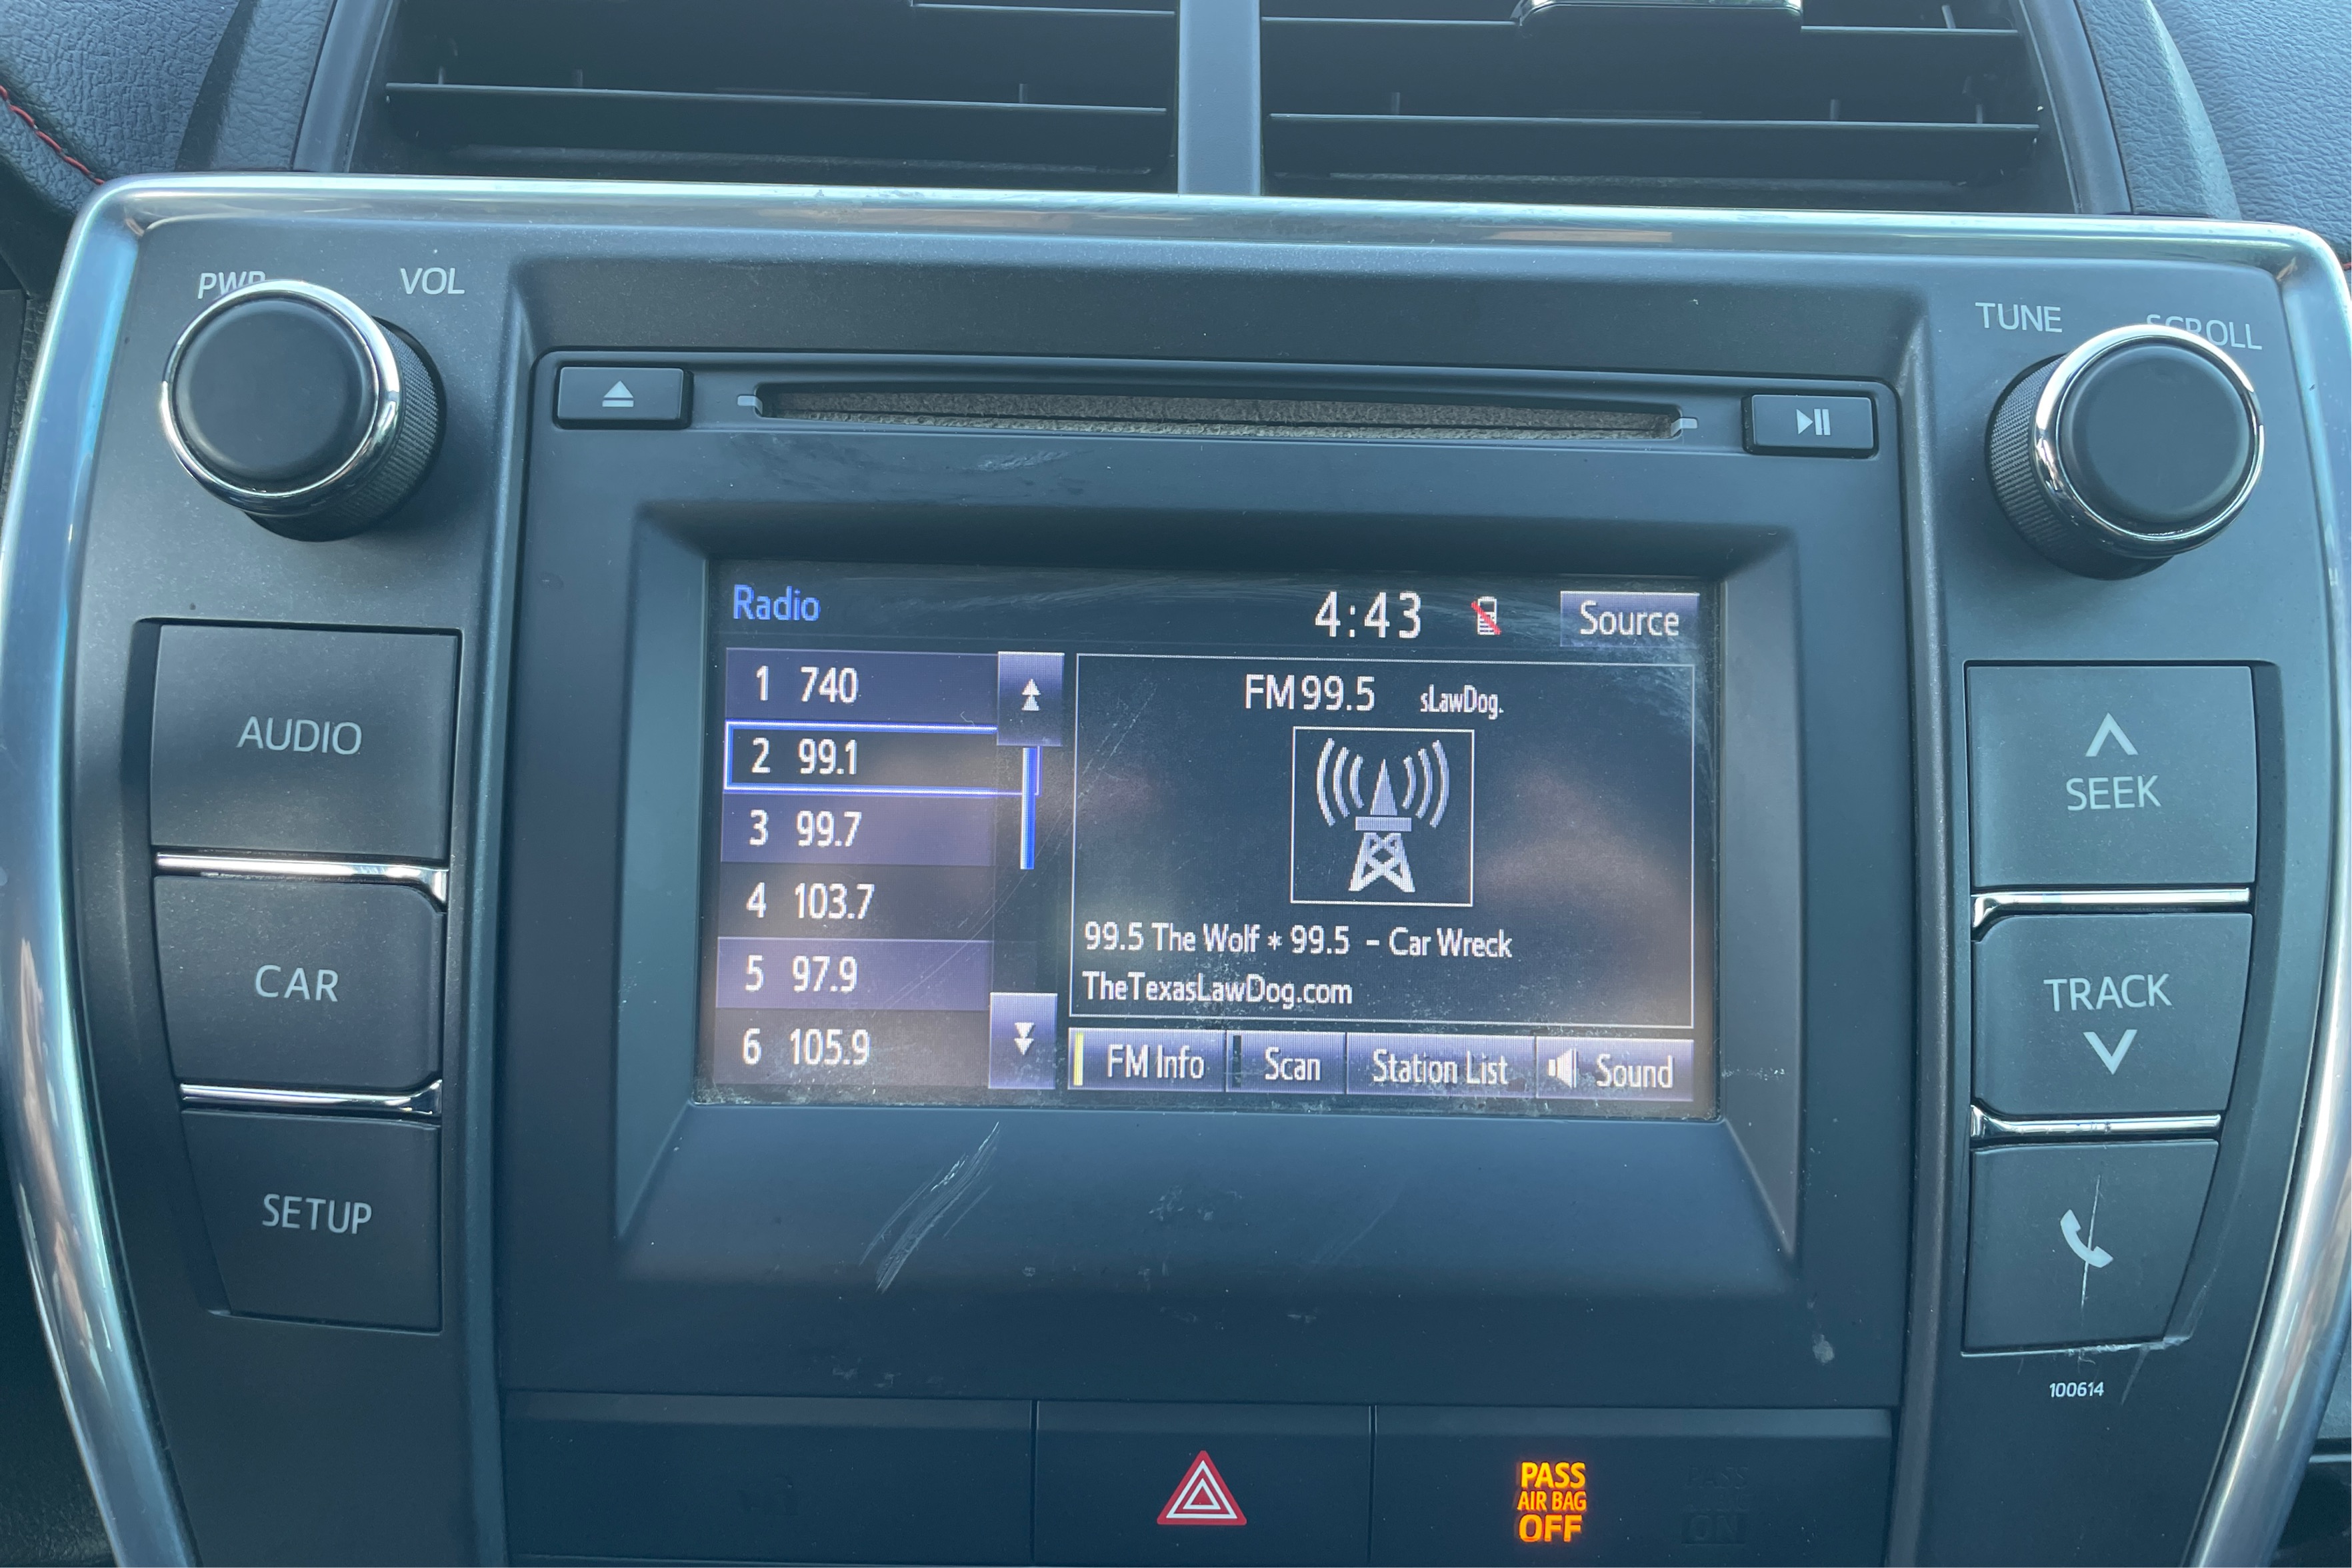 PWR VOL
TUNE SCROLL
Radio 4:43 Source
1 740
2 99.1
3 99.7
4 103.7
5 97.9
6 105.9
FM 99.5 sLawDog.
99.5 The Wolf * 99.5 - Car Wreck
TheTexasLawDog.com
FM Info Scan Station List Sound
AUDIO
CAR
SETUP
SEEK
TRACK
100614
PASS
AIR BAG
OFF
PASS
ON